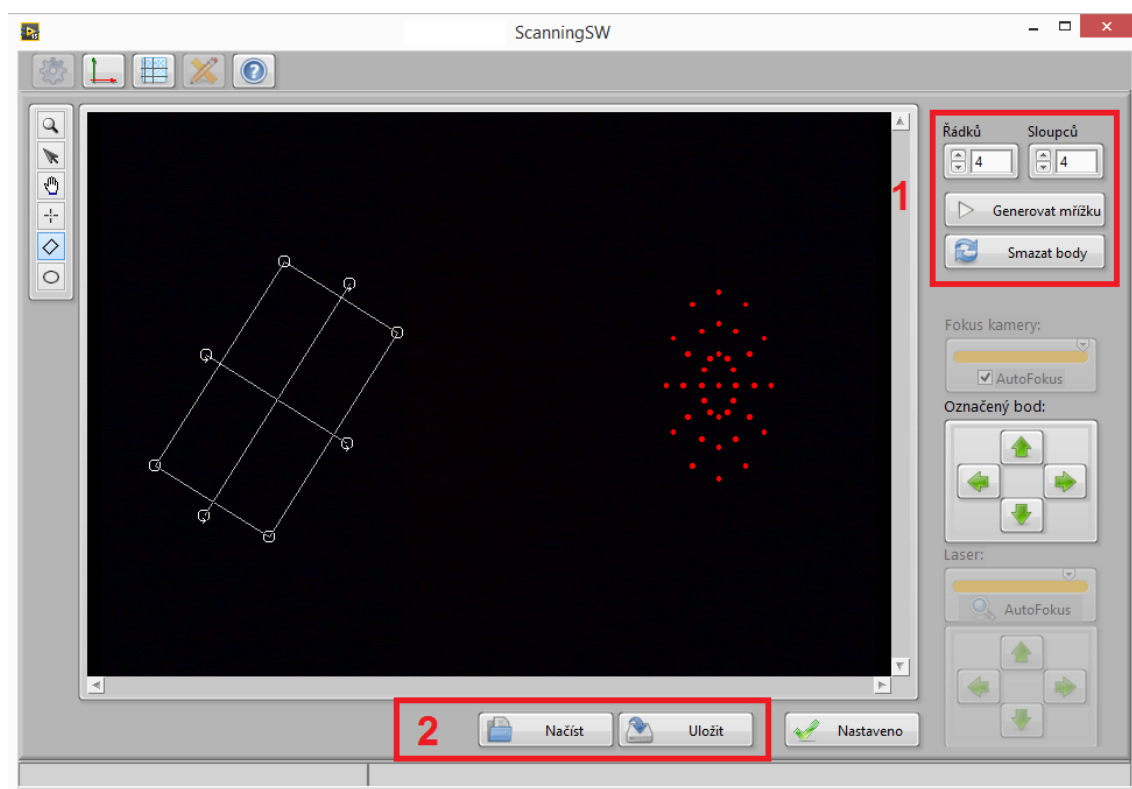 ScanningSW
Řádků Sloupců
4 4
1
Generovat mřížku
Smazat body
Fokus kamery:
AutoFokus
Označený bod:
Laser:
AutoFokus
2 Načíst Uložit Nastaveno